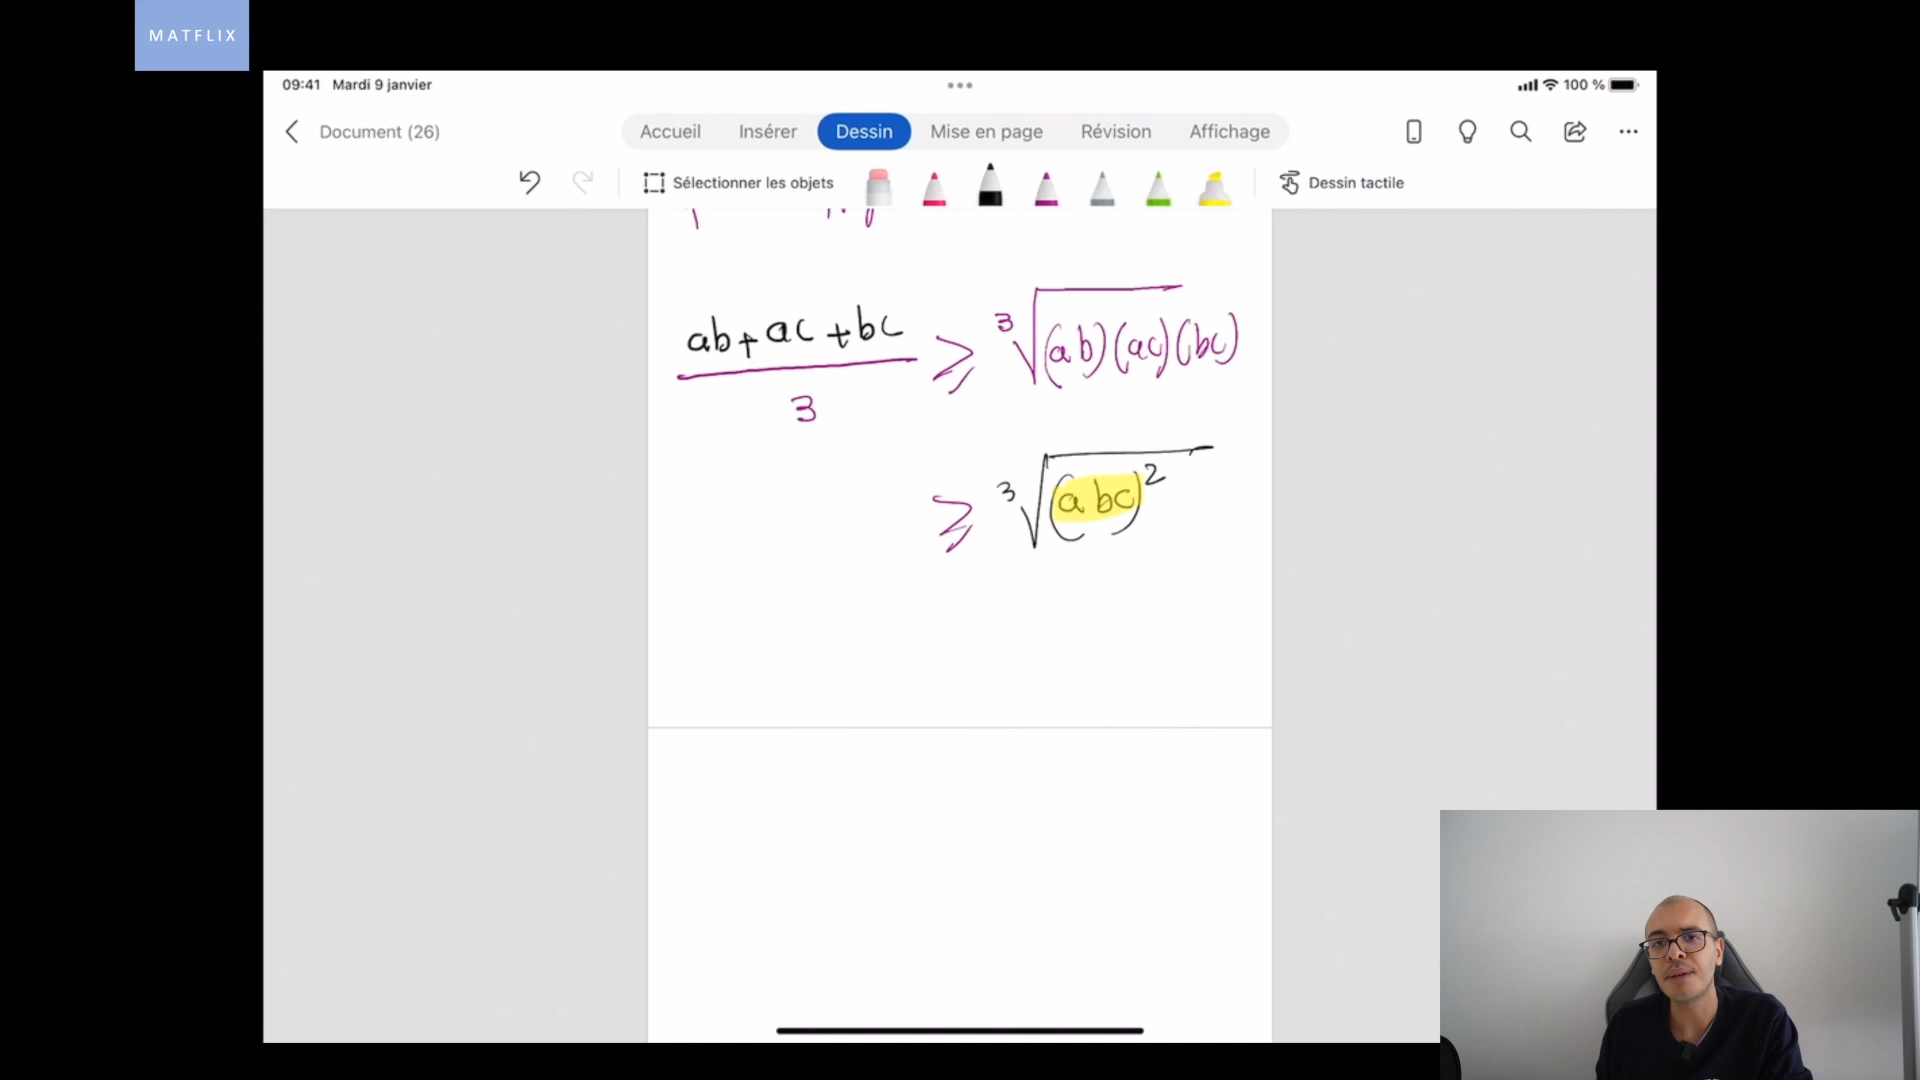 MATFLIX
09:41 Mardi 9 janvier
100 %
Document (26)
Accueil Insérer Dessin Mise en page Révision Affichage
Sélectionner les objets
Dessin tactile
ab+ac+bc / 3 ⩾ ³√(ab)(ac)(bc)
⩾ ³√(abc)²